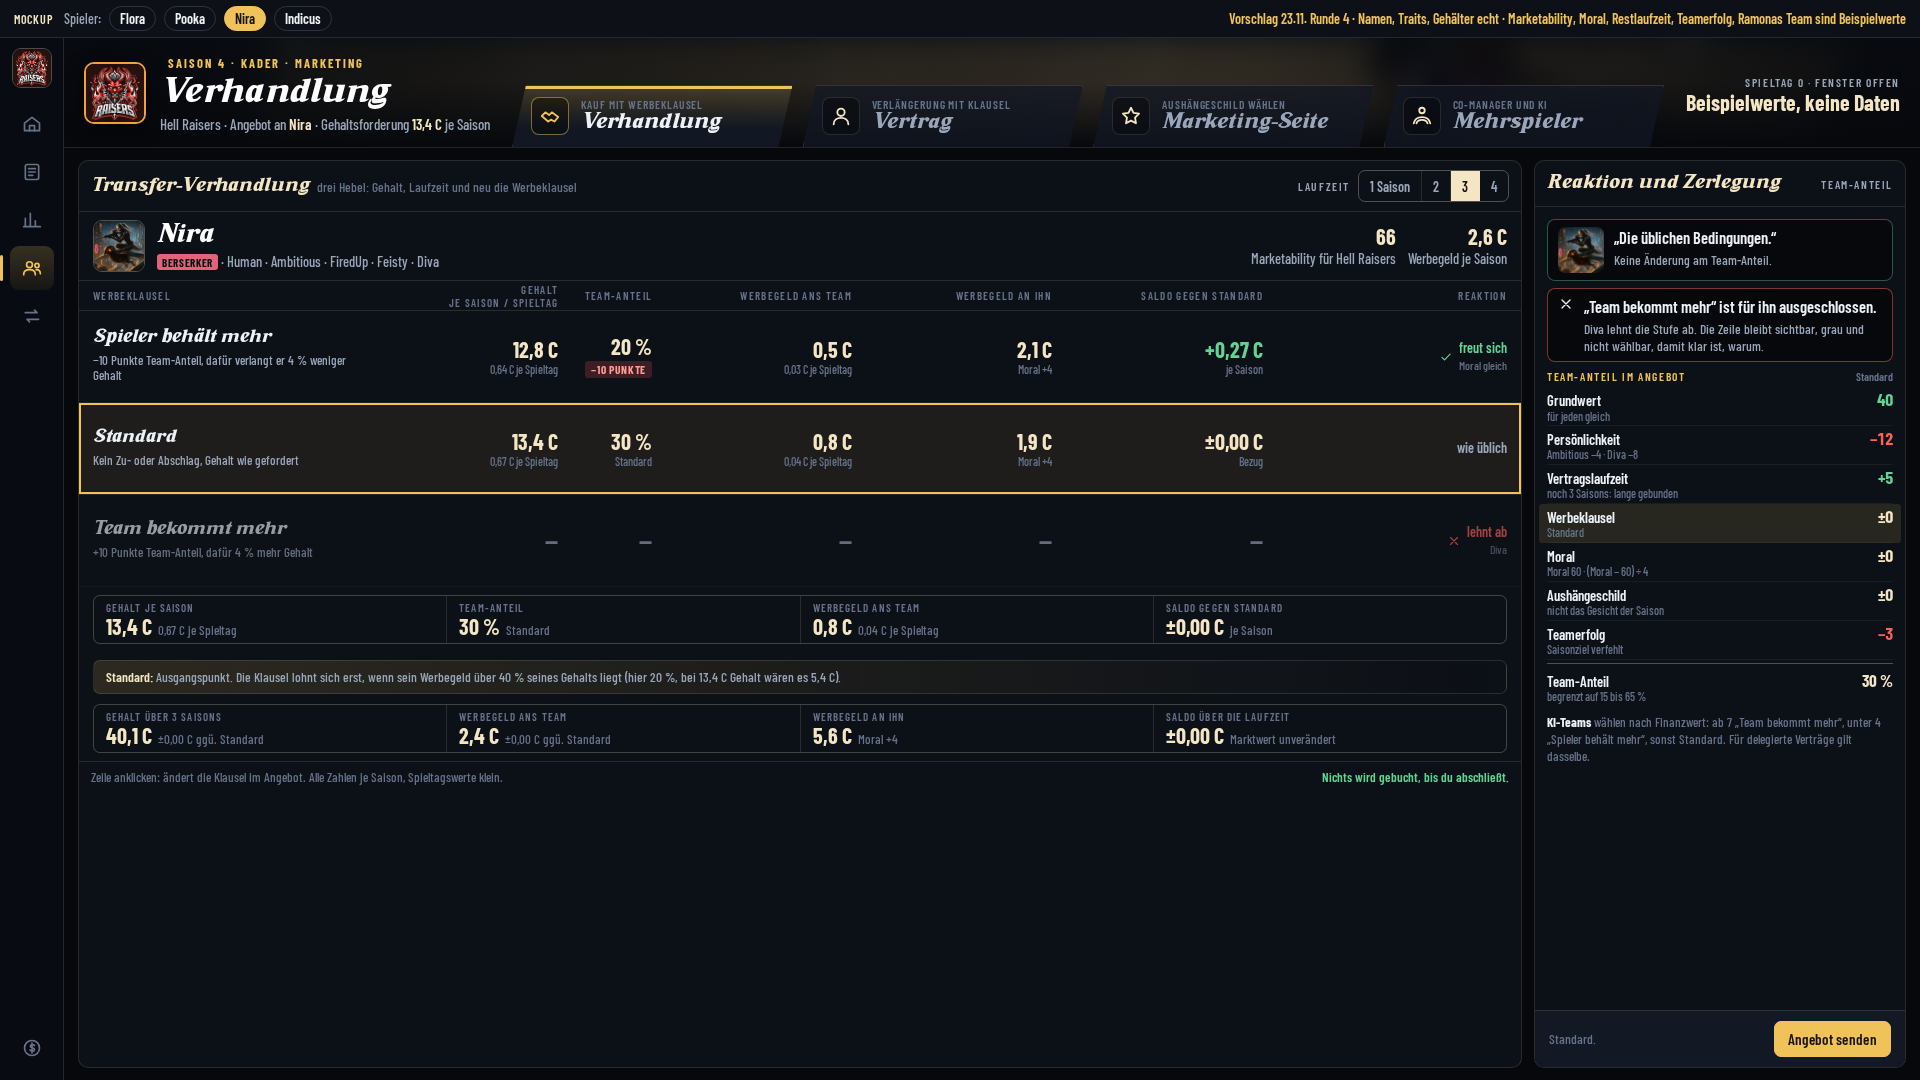 MOCKUP Spieler: Flora Pooka Nira Indicus
Vorschlag 23.11. Runde 4 · Namen, Traits, Gehälter echt · Marketability, Moral, Restlaufzeit, Teamerfolg, Ramonas Team sind Beispielwerte
RAISERS
RAISERS
SAISON 4 · KADER · MARKETING
Verhandlung
Hell Raisers · Angebot an Nira · Gehaltsforderung 13,4 C je Saison
KAUF MIT WERBEKLAUSEL
Verhandlung
VERLÄNGERUNG MIT KLAUSEL
Vertrag
AUSHÄNGESCHILD WÄHLEN
Marketing-Seite
CO-MANAGER UND KI
Mehrspieler
SPIELTAG 0 · FENSTER OFFEN
Beispielwerte, keine Daten
Transfer-Verhandlung drei Hebel: Gehalt, Laufzeit und neu die Werbeklausel
LAUFZEIT 1 Saison 2 3 4
Nira
BERSERKER · Human · Ambitious · FiredUp · Feisty · Diva
66
Marketability für Hell Raisers
2,6 C
Werbegeld je Saison
WERBEKLAUSEL
GEHALT
JE SAISON / SPIELTAG
TEAM-ANTEIL
WERBEGELD ANS TEAM
WERBEGELD AN IHN
SALDO GEGEN STANDARD
REAKTION
Spieler behält mehr
−10 Punkte Team-Anteil, dafür verlangt er 4 % weniger
Gehalt
12,8 C
0,64 C je Spieltag
20 %
−10 PUNKTE
0,5 C
0,03 C je Spieltag
2,1 C
Moral +4
+0,27 C
je Saison
freut sich
Moral gleich
Standard
Kein Zu- oder Abschlag, Gehalt wie gefordert
13,4 C
0,67 C je Spieltag
30 %
Standard
0,8 C
0,04 C je Spieltag
1,9 C
Moral +4
±0,00 C
Bezug
wie üblich
Team bekommt mehr
+10 Punkte Team-Anteil, dafür 4 % mehr Gehalt
—
—
—
—
—
lehnt ab
Diva
GEHALT JE SAISON
13,4 C 0,67 C je Spieltag
TEAM-ANTEIL
30 % Standard
WERBEGELD ANS TEAM
0,8 C 0,04 C je Spieltag
SALDO GEGEN STANDARD
±0,00 C je Saison
Standard: Ausgangspunkt. Die Klausel lohnt sich erst, wenn sein Werbegeld über 40 % seines Gehalts liegt (hier 20 %, bei 13,4 C Gehalt wären es 5,4 C).
GEHALT ÜBER 3 SAISONS
40,1 C ±0,00 C ggü. Standard
WERBEGELD ANS TEAM
2,4 C ±0,00 C ggü. Standard
WERBEGELD AN IHN
5,6 C Moral +4
SALDO ÜBER DIE LAUFZEIT
±0,00 C Marktwert unverändert
Zeile anklicken: ändert die Klausel im Angebot. Alle Zahlen je Saison, Spieltagswerte klein.
Nichts wird gebucht, bis du abschließt.
Reaktion und Zerlegung
TEAM-ANTEIL
„Die üblichen Bedingungen.“
Keine Änderung am Team-Anteil.
„Team bekommt mehr“ ist für ihn ausgeschlossen.
Diva lehnt die Stufe ab. Die Zeile bleibt sichtbar, grau und
nicht wählbar, damit klar ist, warum.
TEAM-ANTEIL IM ANGEBOT Standard
Grundwert 40
für jeden gleich
Persönlichkeit −12
Ambitious −4 · Diva −8
Vertragslaufzeit +5
noch 3 Saisons: lange gebunden
Werbeklausel ±0
Standard
Moral ±0
Moral 60 · (Moral − 60) ÷ 4
Aushängeschild ±0
nicht das Gesicht der Saison
Teamerfolg −3
Saisonziel verfehlt
Team-Anteil 30 %
begrenzt auf 15 bis 65 %
KI-Teams wählen nach Finanzwert: ab 7 „Team bekommt mehr“, unter 4
„Spieler behält mehr“, sonst Standard. Für delegierte Verträge gilt
dasselbe.
Standard.
Angebot senden